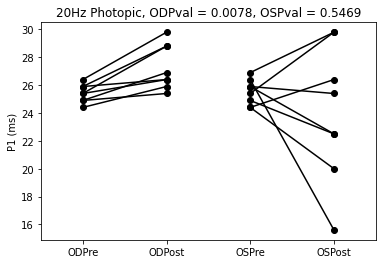 20Hz Photopic, ODPval = 0.0078, OSPval = 0.5469
P1 (ms)
30
28
26
24
22
20
18
16
ODPre ODPost OSPre OSPost